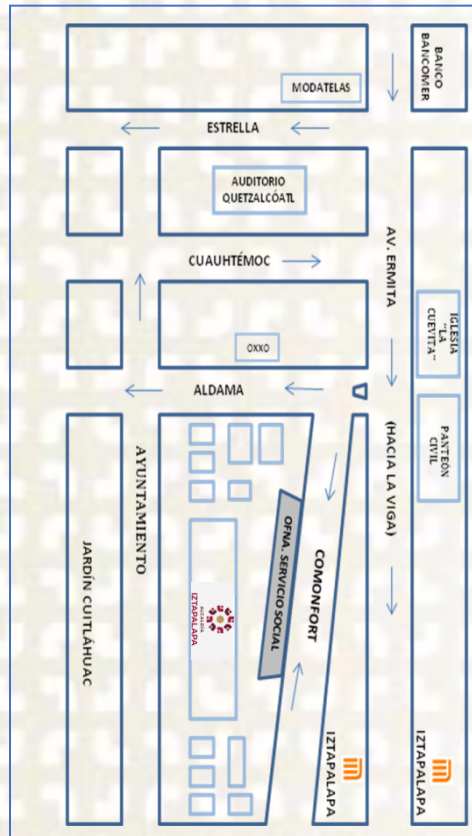 MODATELAS
BANCO
BANCOMER
ESTRELLA
AUDITORIO
QUETZALCÓATL
CUAUHTÉMOC
AV. ERMITA
(HACIA LA VIGA)
IGLESIA
"LA
CUEVITA"
OXXO
PANTEÓN
CIVIL
ALDAMA
AYUNTAMIENTO
JARDÍN CUITLÁHUAC
ALCALDÍA
IZTAPALAPA
OFNA. SERVICIO SOCIAL
COMONFORT
IZTAPALAPA
IZTAPALAPA